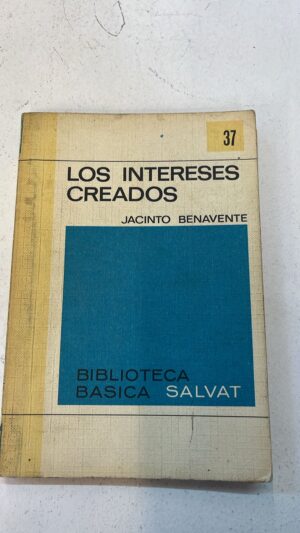 37
LOS INTERESES
CREADOS
JACINTO BENAVENTE
BIBLIOTECA
BASICA SALVAT